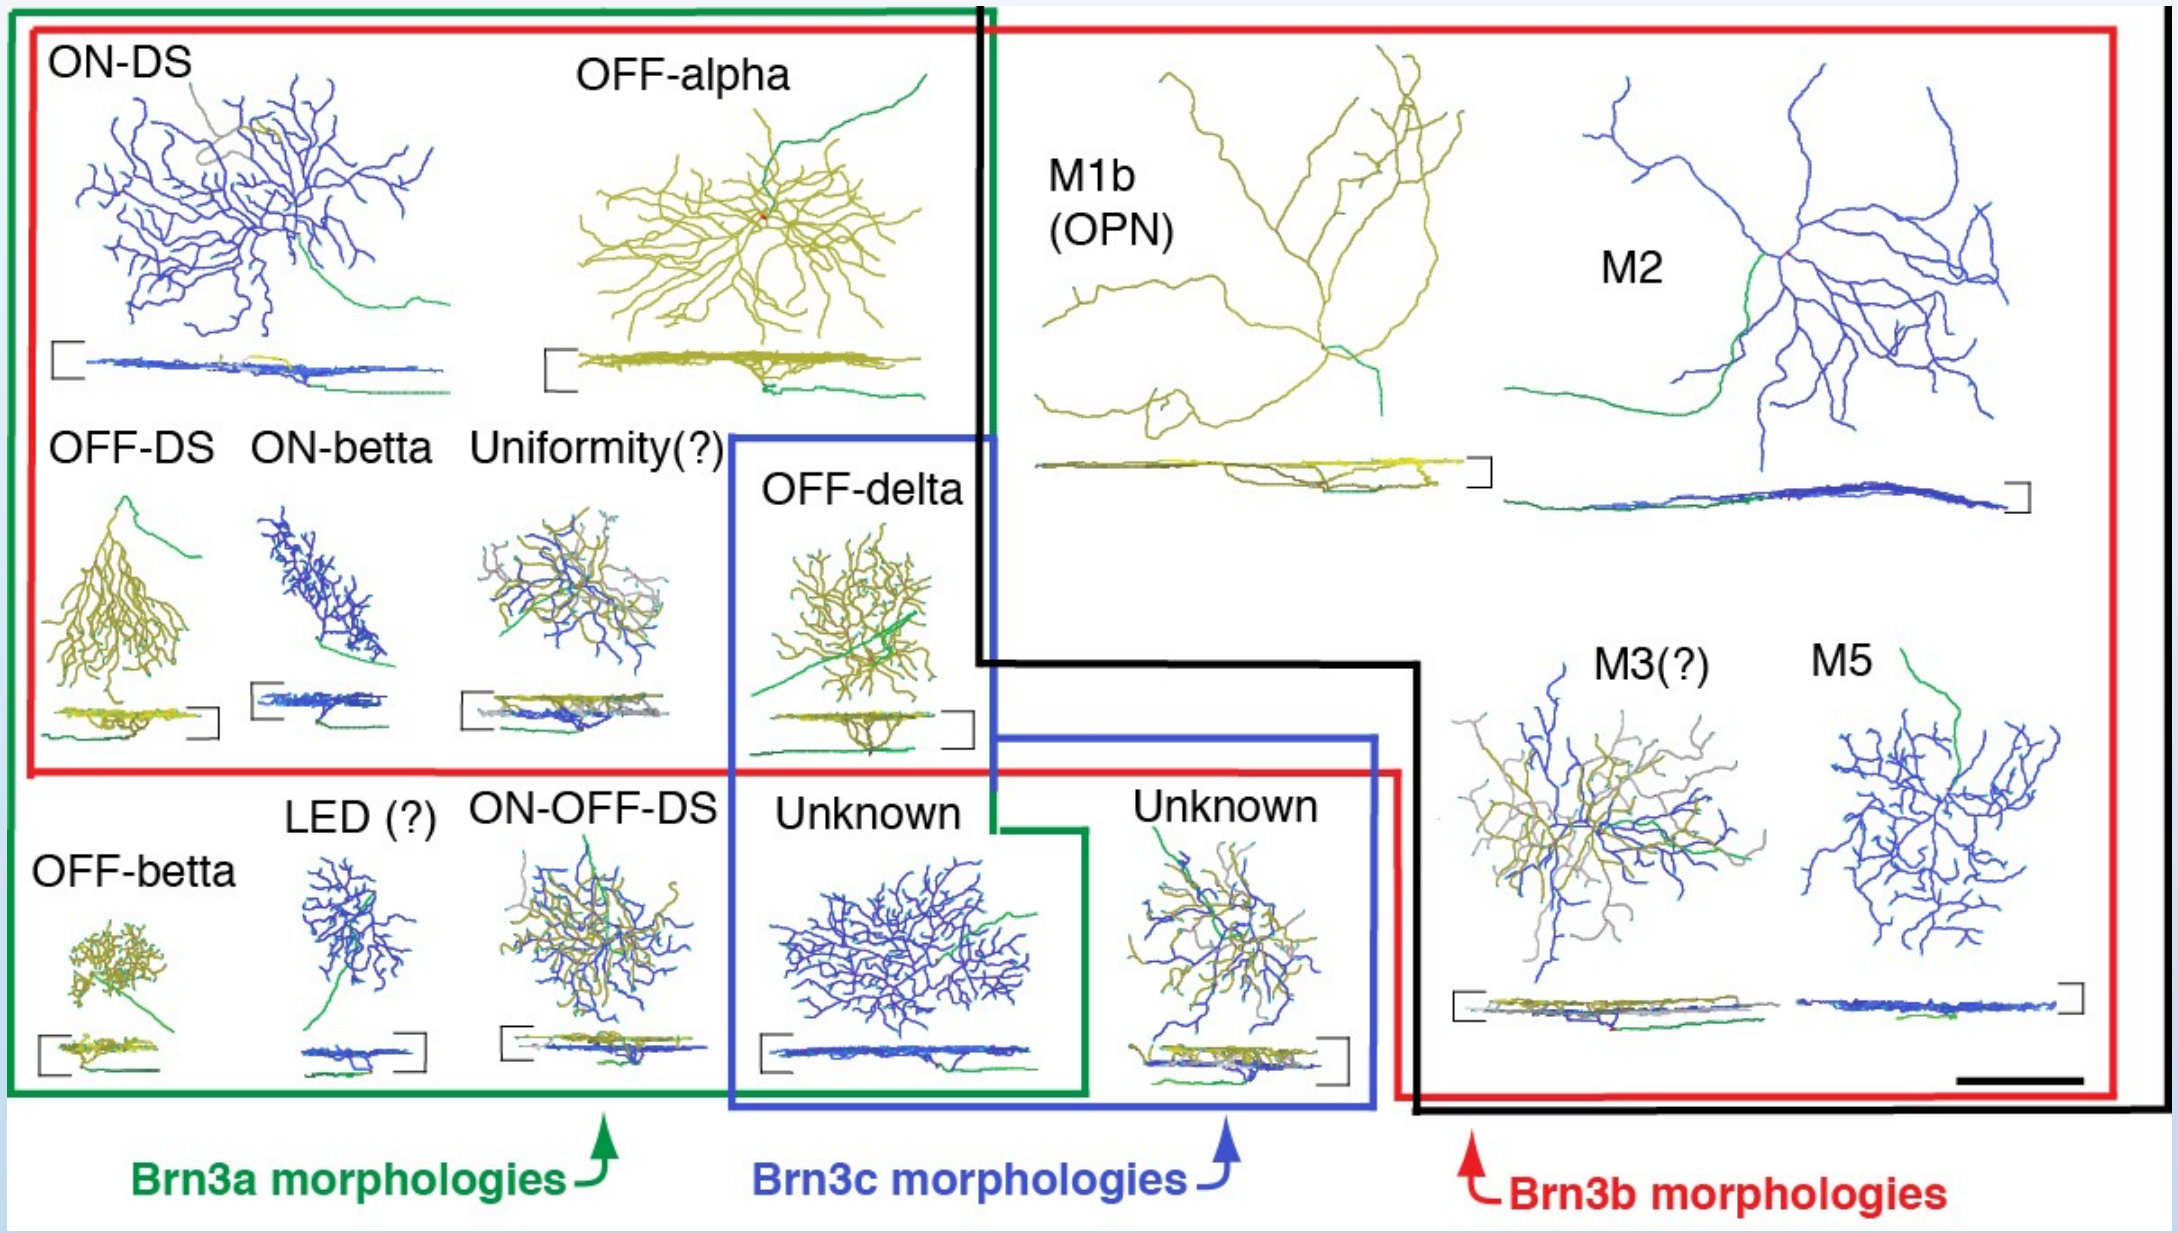 ON-DS
OFF-alpha
M1b
(OPN)
M2
OFF-DS
ON-betta
Uniformity(?)
OFF-delta
M3(?)
M5
OFF-betta
LED (?)
ON-OFF-DS
Unknown
Unknown
Brn3a morphologies
Brn3c morphologies
Brn3b morphologies